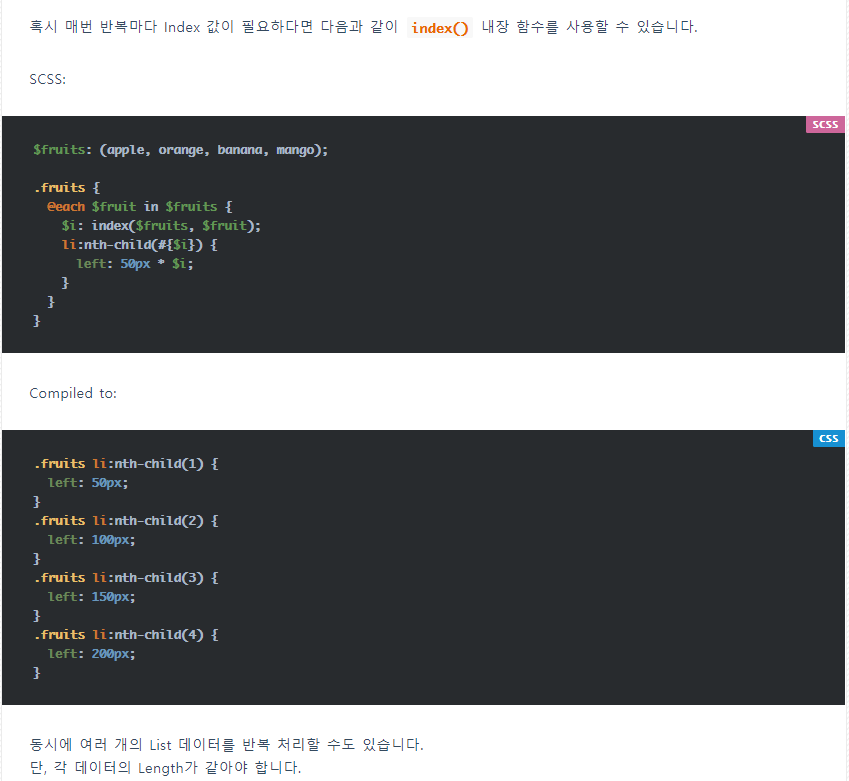 혹시 매번 반복마다 Index 값이 필요하다면 다음과 같이 index() 내장 함수를 사용할 수 있습니다.
SCSS:
SCSS
$fruits: (apple, orange, banana, mango);
.fruits {
  @each $fruit in $fruits {
    $i: index($fruits, $fruit);
    li:nth-child(#{$i}) {
      left: 50px * $i;
    }
  }
}
Compiled to:
CSS
.fruits li:nth-child(1) {
  left: 50px;
}
.fruits li:nth-child(2) {
  left: 100px;
}
.fruits li:nth-child(3) {
  left: 150px;
}
.fruits li:nth-child(4) {
  left: 200px;
}
동시에 여러 개의 List 데이터를 반복 처리할 수도 있습니다.
단, 각 데이터의 Length가 같아야 합니다.